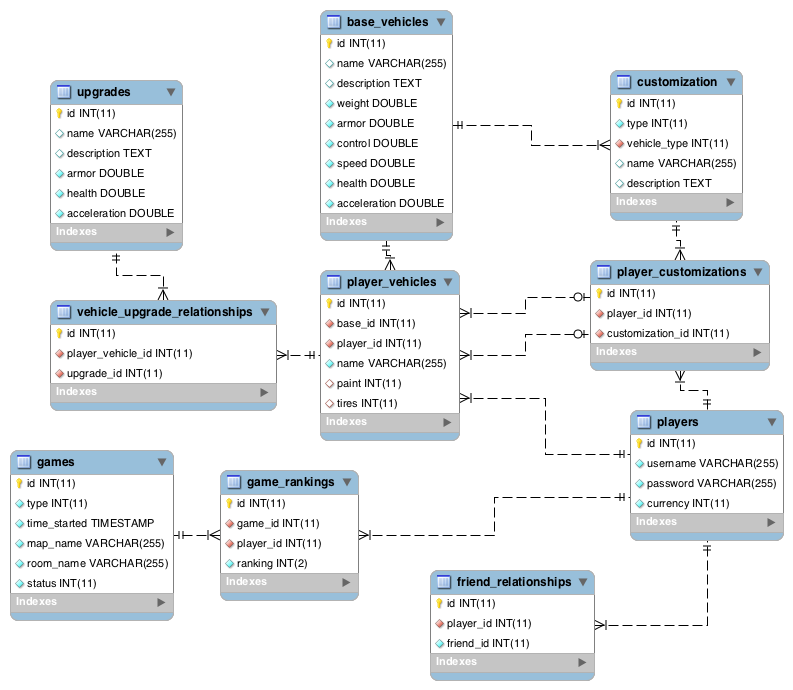 base_vehicles
id INT(11)
name VARCHAR(255)
description TEXT
weight DOUBLE
armor DOUBLE
control DOUBLE
speed DOUBLE
health DOUBLE
acceleration DOUBLE
Indexes
upgrades
id INT(11)
name VARCHAR(255)
description TEXT
armor DOUBLE
health DOUBLE
acceleration DOUBLE
Indexes
customization
id INT(11)
type INT(11)
vehicle_type INT(11)
name VARCHAR(255)
description TEXT
Indexes
vehicle_upgrade_relationships
id INT(11)
player_vehicle_id INT(11)
upgrade_id INT(11)
Indexes
player_vehicles
id INT(11)
base_id INT(11)
player_id INT(11)
name VARCHAR(255)
paint INT(11)
tires INT(11)
Indexes
player_customizations
id INT(11)
player_id INT(11)
customization_id INT(11)
Indexes
players
id INT(11)
username VARCHAR(255)
password VARCHAR(255)
currency INT(11)
Indexes
games
id INT(11)
type INT(11)
time_started TIMESTAMP
map_name VARCHAR(255)
room_name VARCHAR(255)
status INT(11)
Indexes
game_rankings
id INT(11)
game_id INT(11)
player_id INT(11)
ranking INT(2)
Indexes
friend_relationships
id INT(11)
player_id INT(11)
friend_id INT(11)
Indexes